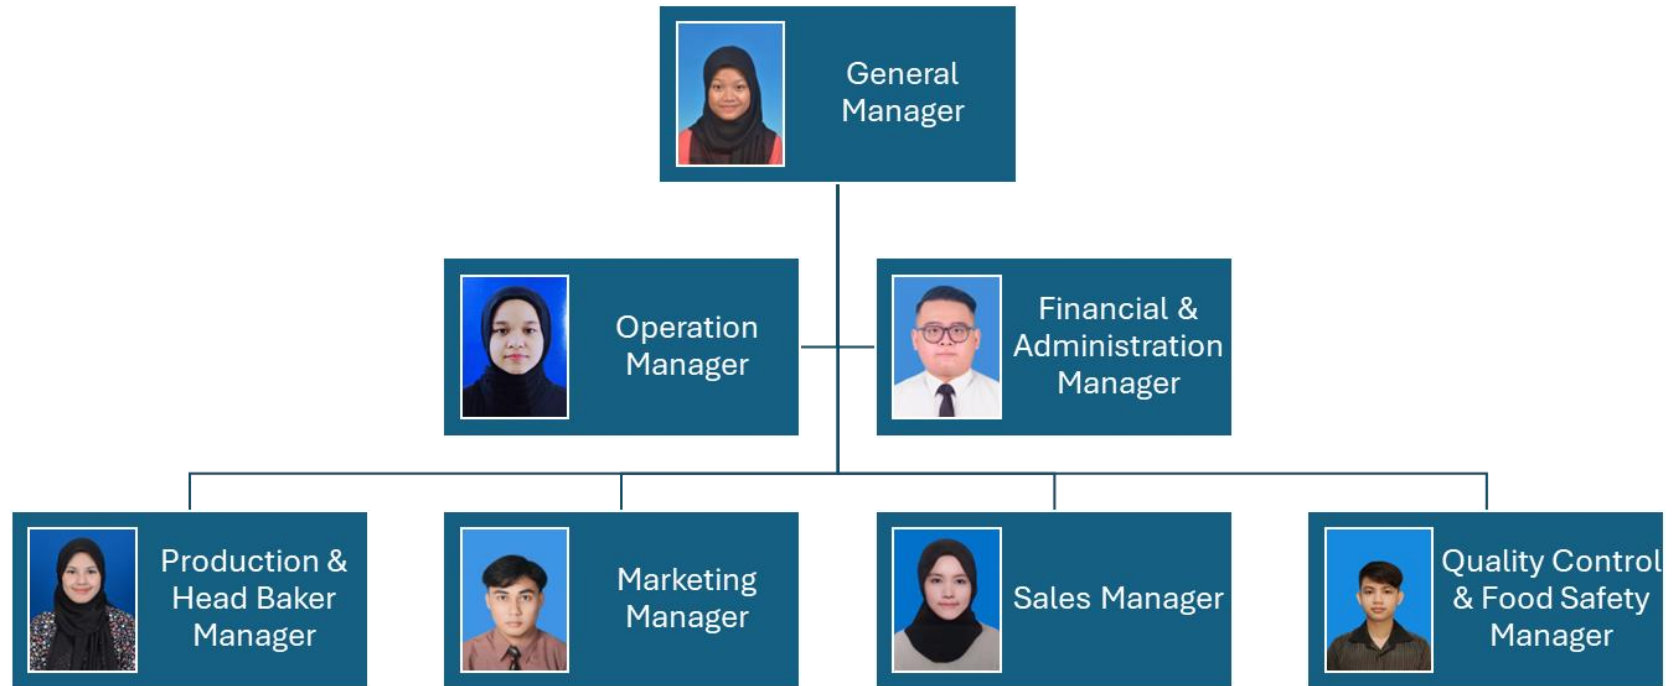 General
Manager
Operation
Manager
Financial &
Administration
Manager
Production &
Head Baker
Manager
Marketing
Manager
Sales Manager
Quality Control
& Food Safety
Manager